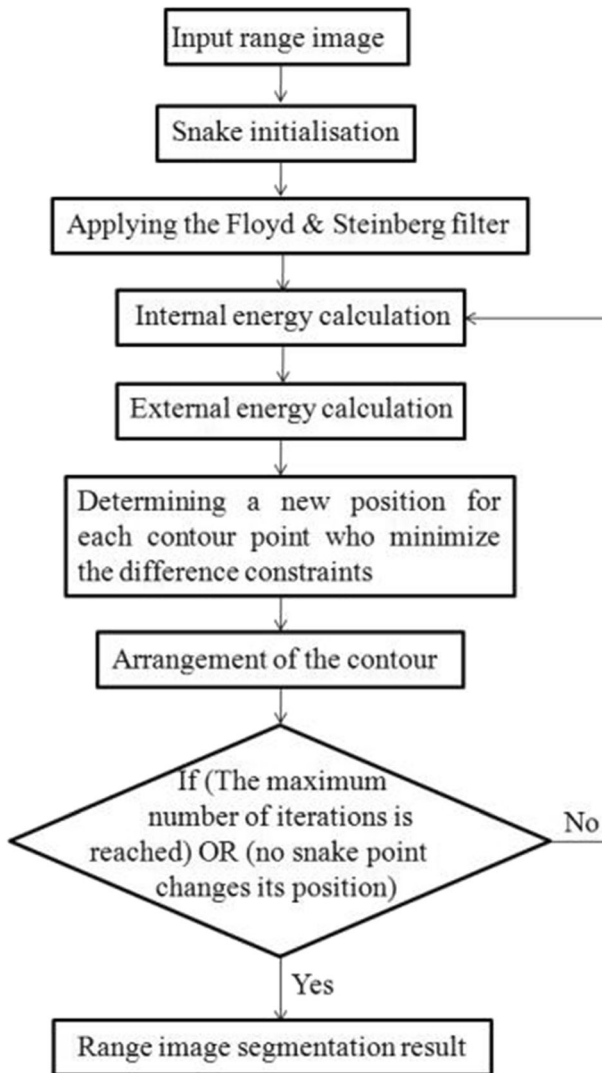 Input range image
Snake initialisation
Applying the Floyd & Steinberg filter
Internal energy calculation
External energy calculation
Determining a new position for
each contour point who minimize
the difference constraints
Arrangement of the contour
If (The maximum
number of iterations is
reached) OR (no snake point
changes its position)
No
Yes
Range image segmentation result